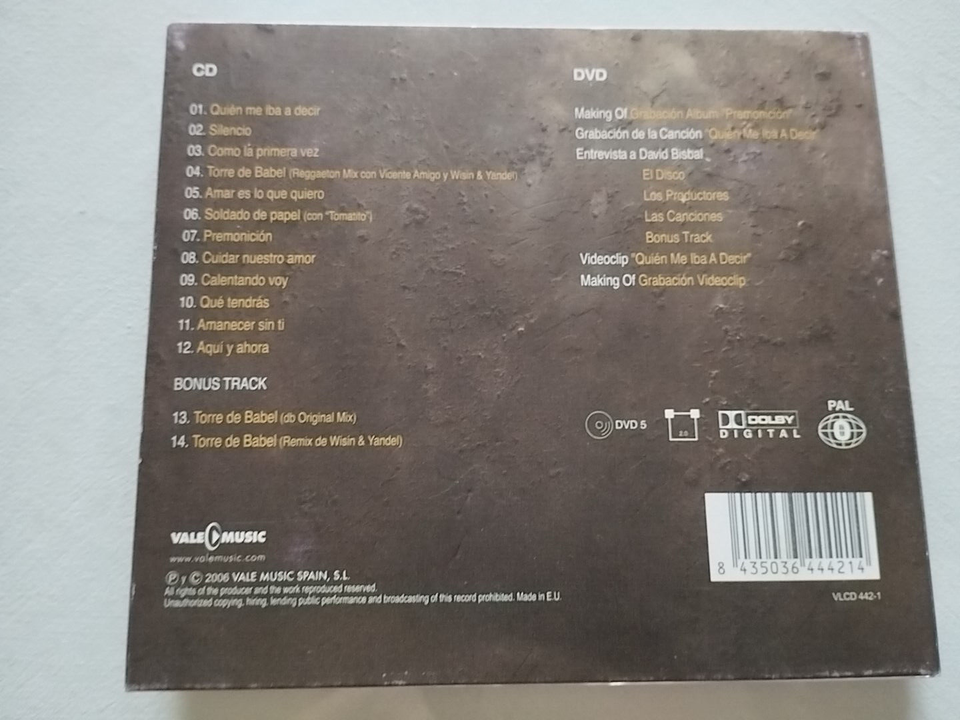 CD
01. Quién me iba a decir
02. Silencio
03. Como la primera vez
04. Torre de Babel (Reggaeton Mix con Vicente Amigo y Wisin & Yandel)
05. Amar es lo que quiero
06. Soldado de papel (con "Tomatito")
07. Premonición
08. Cuidar nuestro amor
09. Calentando voy
10. Qué tendrás
11. Amanecer sin ti
12. Aquí y ahora
BONUS TRACK
13. Torre de Babel (db Original Mix)
14. Torre de Babel (Remix de Wisin & Yandel)
DVD
Making Of Grabación Album "Premonición"
Grabación de la Canción "Quién Me Iba A Decir"
Entrevista a David Bisbal
El Disco
Los Productores
Las Canciones
Bonus Track
Videoclip "Quién Me Iba A Decir"
Making Of Grabación Videoclip
DVD 5
2.0
DOLBY
DIGITAL
PAL
0
8 435036 444214
VLCD 442-1
VALE MUSIC
www.valemusic.com
℗ y © 2006 VALE MUSIC SPAIN, S.L.
All rights of the producer and the work reproduced reserved.
Unauthorized copying, hiring, lending public performance and broadcasting of this record prohibited. Made in E.U.